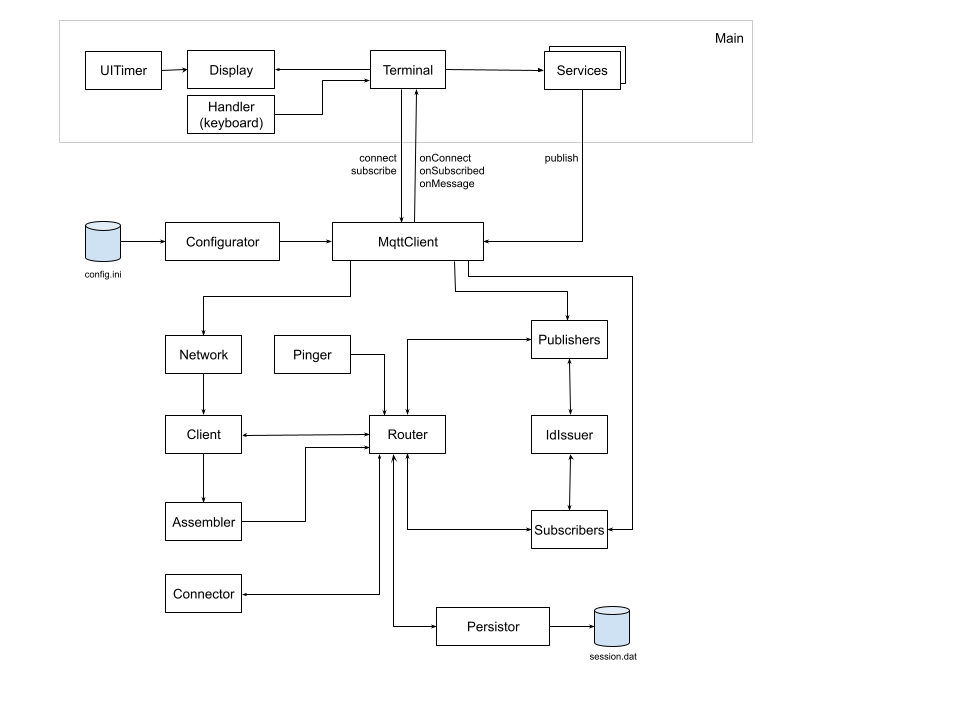 Main
UITimer
Display
Terminal
Services
Handler
(keyboard)
connect
subscribe
onConnect
onSubscribed
onMessage
publish
Configurator
MqttClient
config.ini
Network
Pinger
Publishers
Client
Router
IdIssuer
Assembler
Subscribers
Connector
Persistor
session.dat